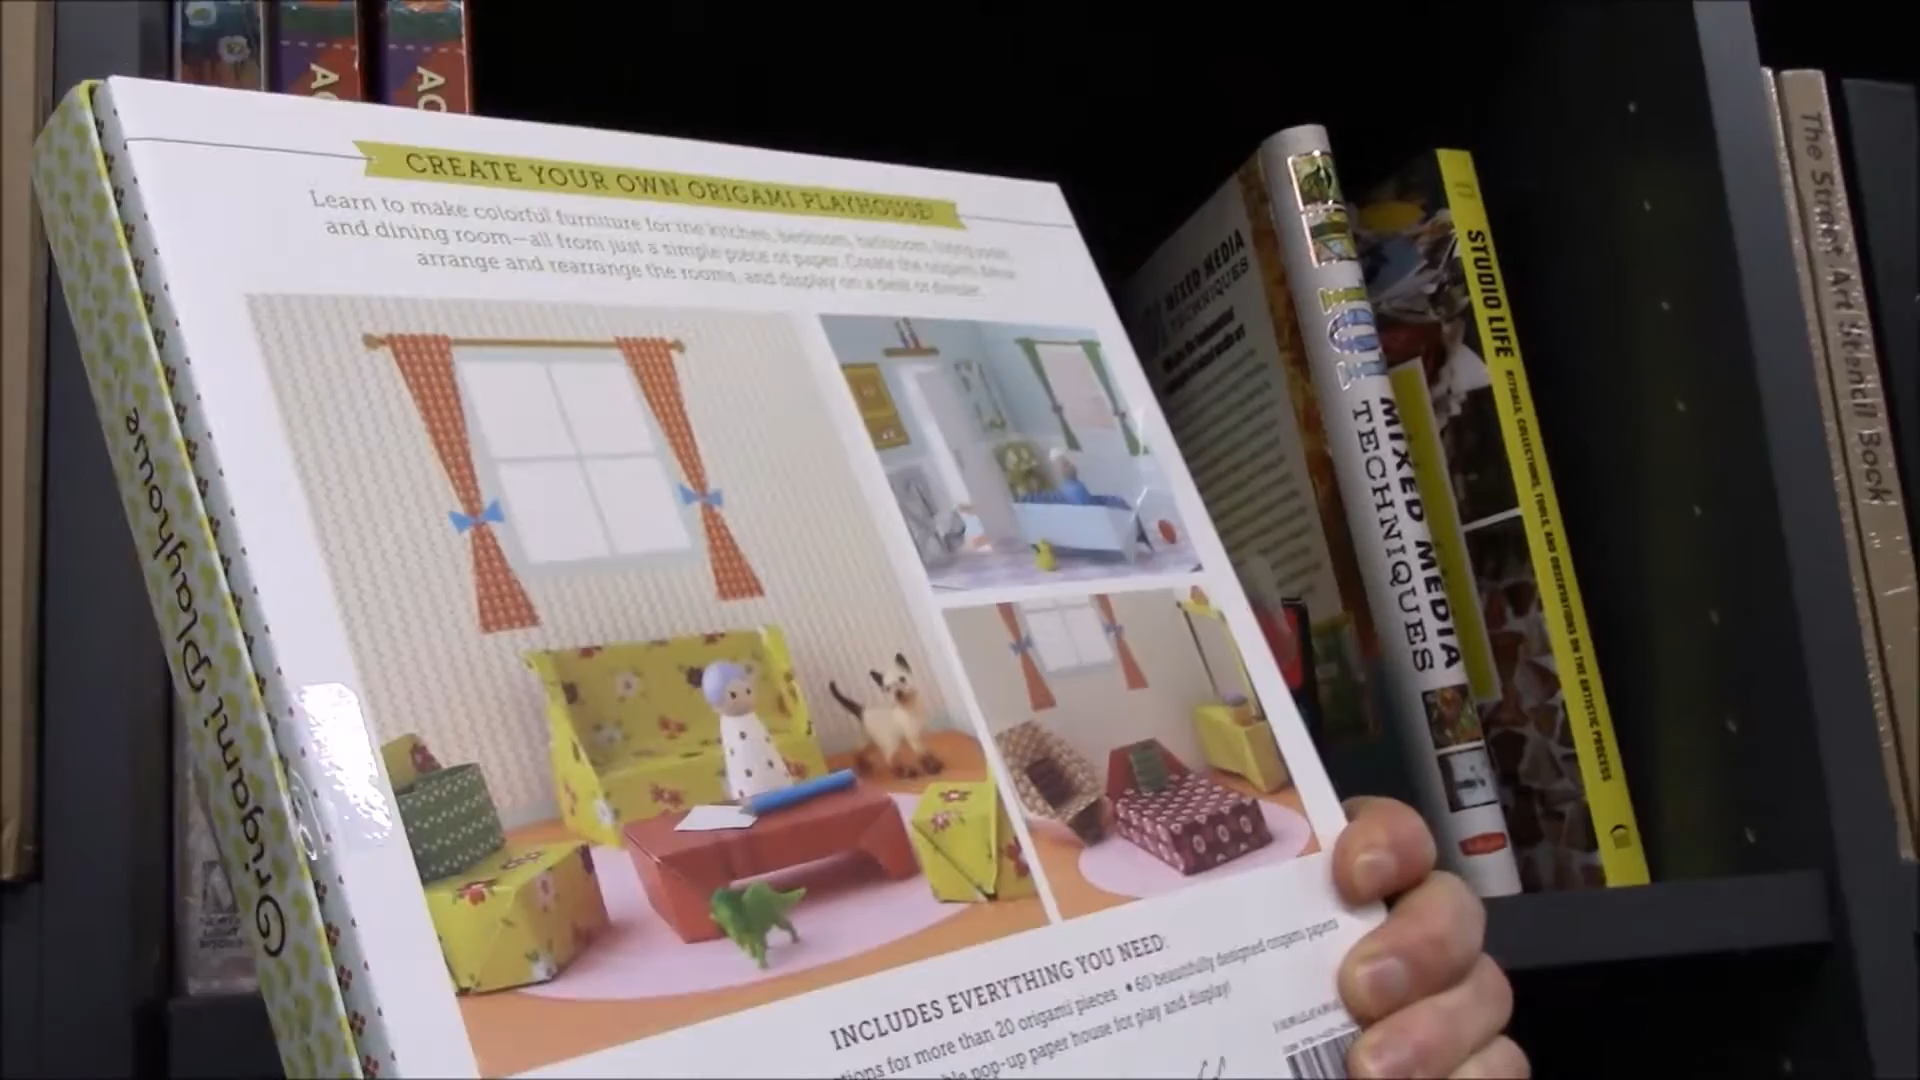 AC
AC
CREATE YOUR OWN ORIGAMI PLAYHOUSE!
Learn to make colorful furniture for the kitchen, bedroom, bathroom, living room,
and dining room—all from just a simple piece of paper. Create the origami, then
arrange and rearrange the rooms, and display on a desk or dresser.
Origami playhouse
INCLUDES EVERYTHING YOU NEED:
tions for more than 20 origami pieces • 60 beautifully designed origami papers
ble pop-up paper house for play and display!
MIXED MEDIA
TECHNIQUES
101
MIXED MEDIA
TECHNIQUES
STUDIO LIFE
RITUALS, COLLECTIONS, TOOLS, AND OBSERVATIONS ON THE ARTISTIC PROCESS
The Street Art Stencil Book